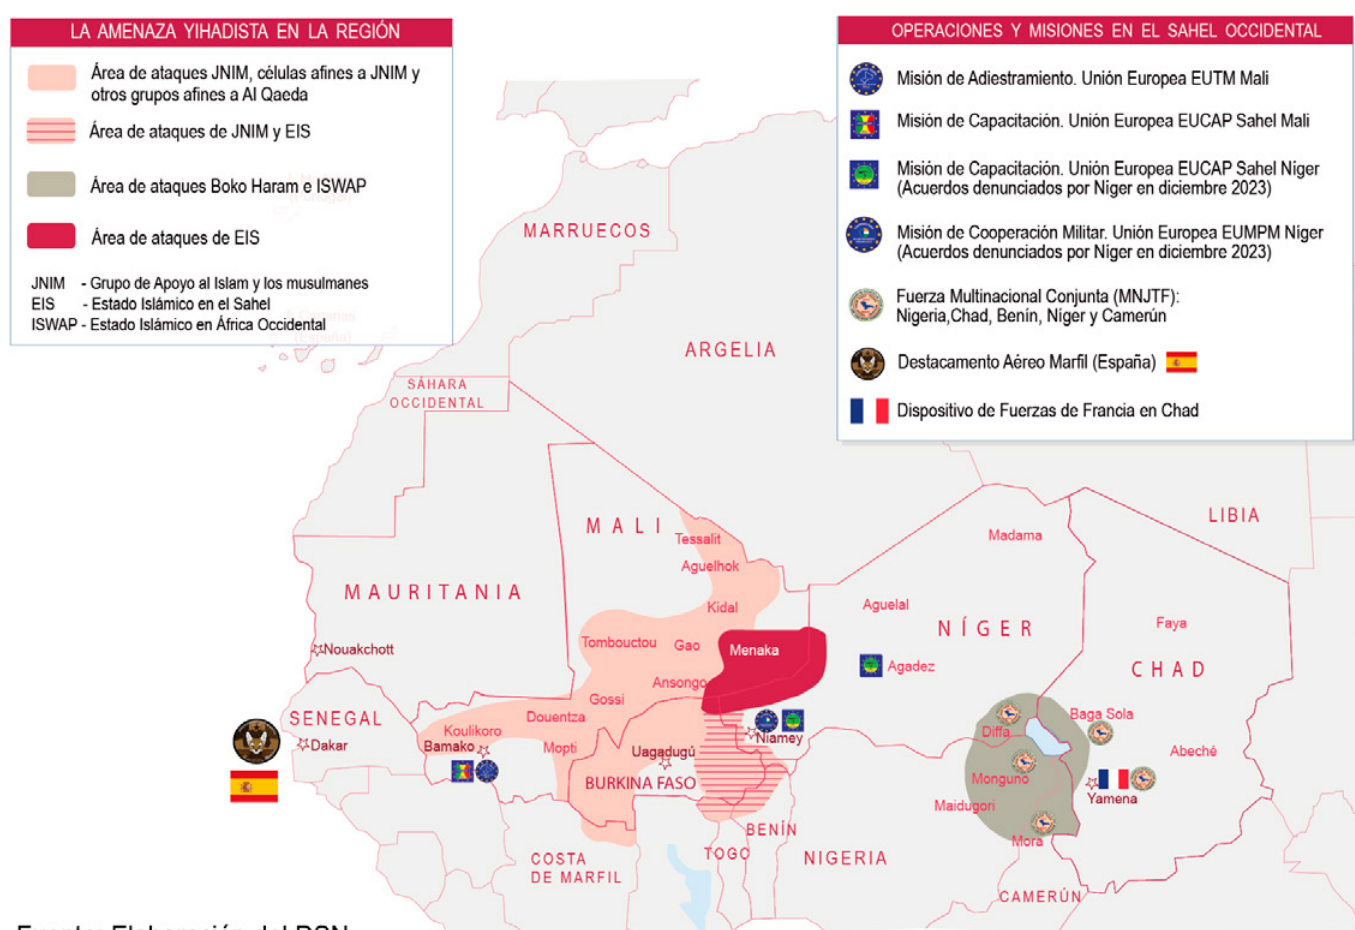 LA AMENAZA YIHADISTA EN LA REGIÓN
Área de ataques JNIM, células afines a JNIM y
otros grupos afines a Al Qaeda
Área de ataques de JNIM y EIS
Área de ataques Boko Haram e ISWAP
Área de ataques de EIS
JNIM - Grupo de Apoyo al Islam y los musulmanes
EIS - Estado Islámico en el Sahel
ISWAP - Estado Islámico en África Occidental
OPERACIONES Y MISIONES EN EL SAHEL OCCIDENTAL
Misión de Adiestramiento. Unión Europea EUTM Mali
Misión de Capacitación. Unión Europea EUCAP Sahel Mali
Misión de Capacitación. Unión Europea EUCAP Sahel Níger
(Acuerdos denunciados por Níger en diciembre 2023)
Misión de Cooperación Militar. Unión Europea EUMPM Níger
(Acuerdos denunciados por Níger en diciembre 2023)
Fuerza Multinacional Conjunta (MNJTF):
Nigeria,Chad, Benín, Níger y Camerún
Destacamento Aéreo Marfil (España)
Dispositivo de Fuerzas de Francia en Chad
MARRUECOS
(España)
ARGELIA
SÁHARA
OCCIDENTAL
LIBIA
MALI
Tessalit
Madama
Aguelhok
MAURITANIA
Kidal
Aguelal
NÍGER
Faya
Tombouctou
Gao
Menaka
Nouakchott
Agadez
CHAD
Ansongo
Gossi
SENEGAL
Douentza
Baga Sola
Koulikoro
Diffa
Dakar
Bamako
Mopti
Uagadugú
Niamey
Abeché
BURKINA FASO
Monguno
Yamena
Maidugori
BENÍN
Mora
TOGO
NIGERIA
COSTA
DE MARFIL
CAMERÚN
Fuente: Elaboración del DSN